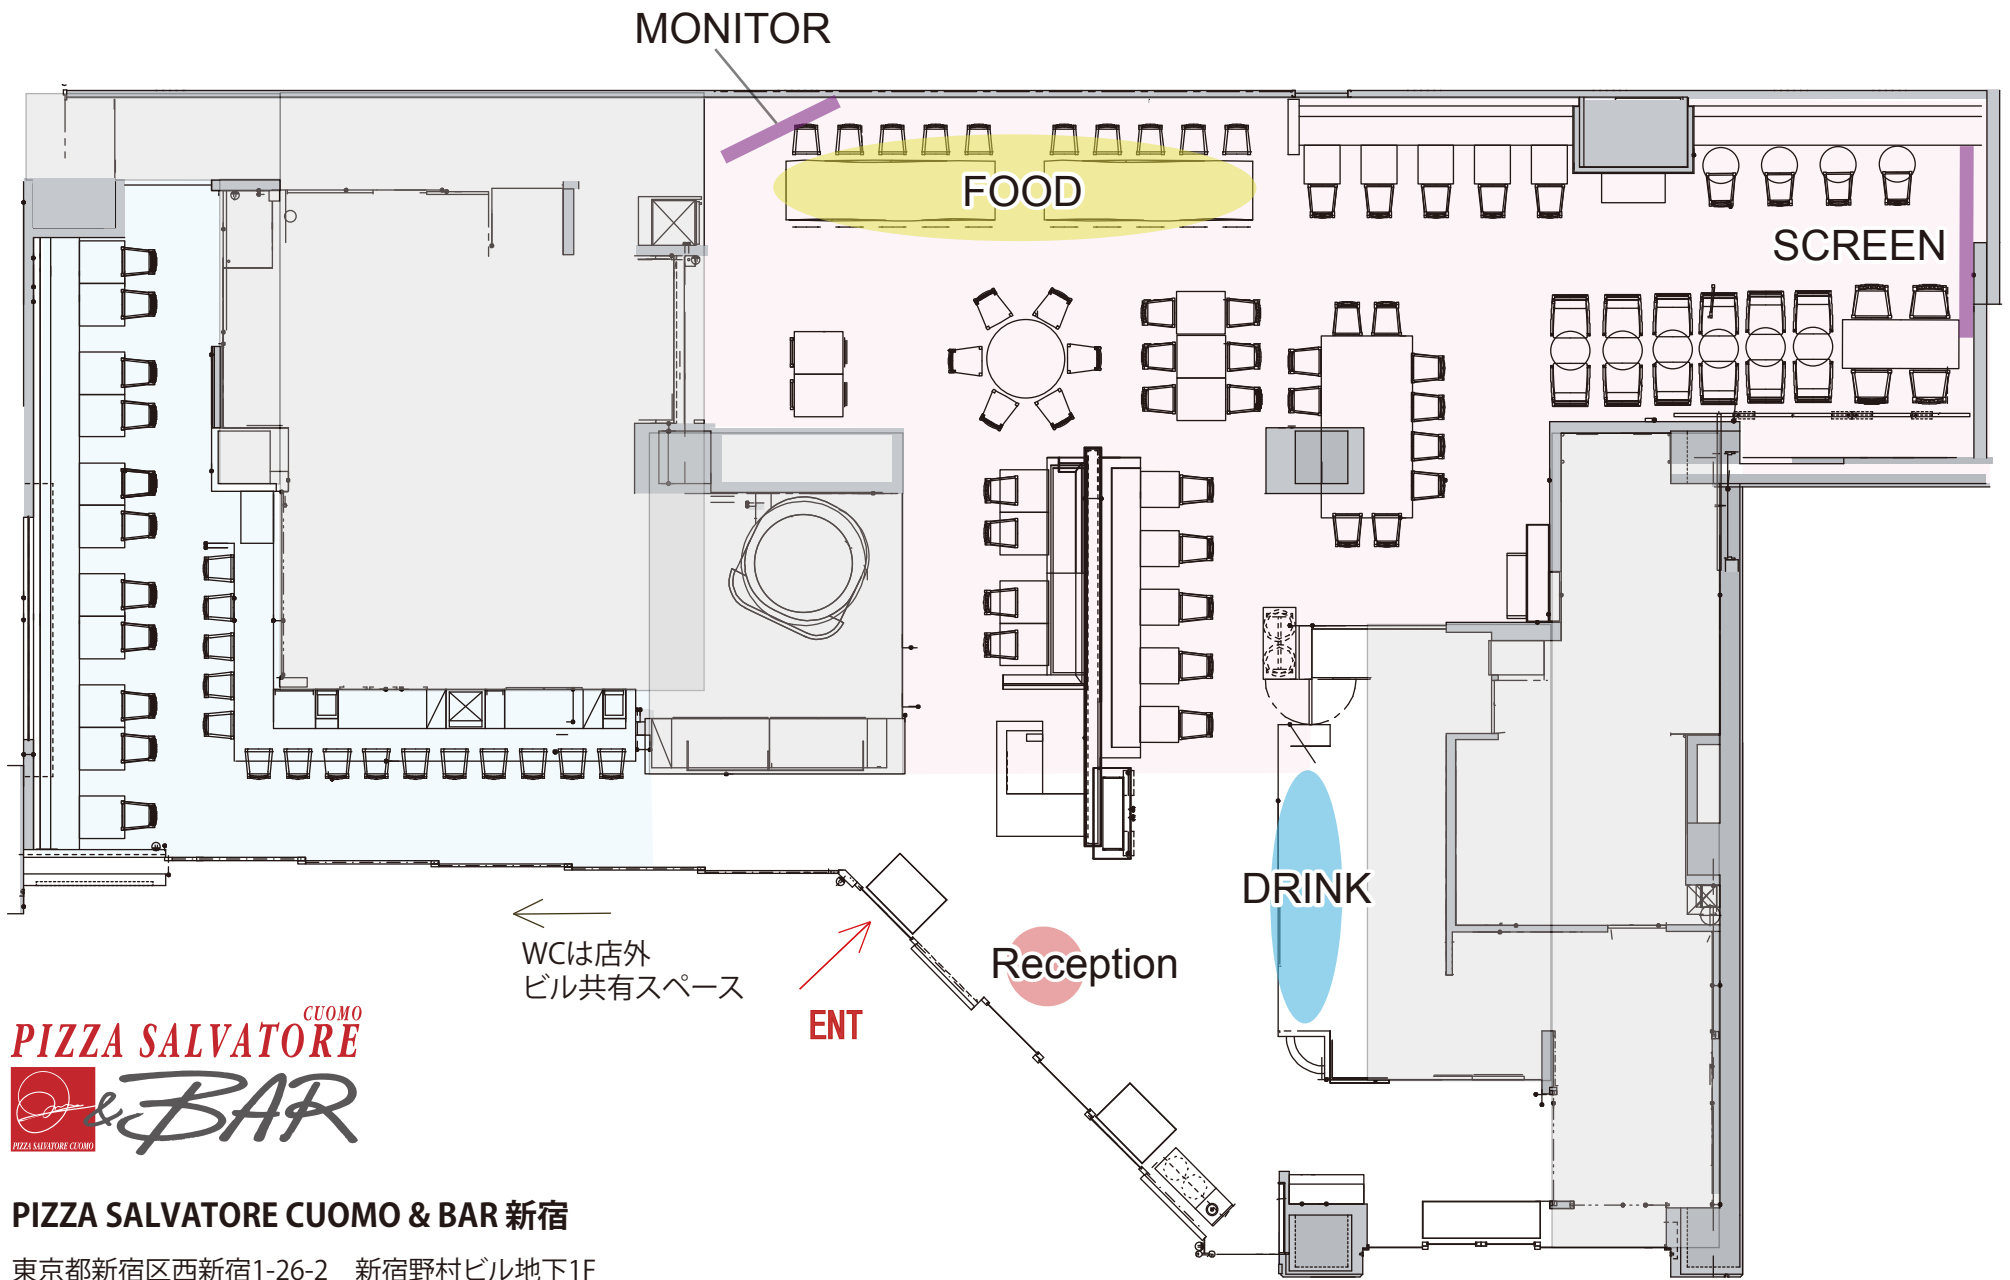 MONITOR
FOOD
SCREEN
DRINK
WCは店外
ビル共有スペース
Reception
ENT
CUOMO
PIZZA SALVATORE
&BAR
PIZZA SALVATORE CUOMO
PIZZA SALVATORE CUOMO & BAR 新宿
東京都新宿区西新宿1-26-2　新宿野村ビル地下1F